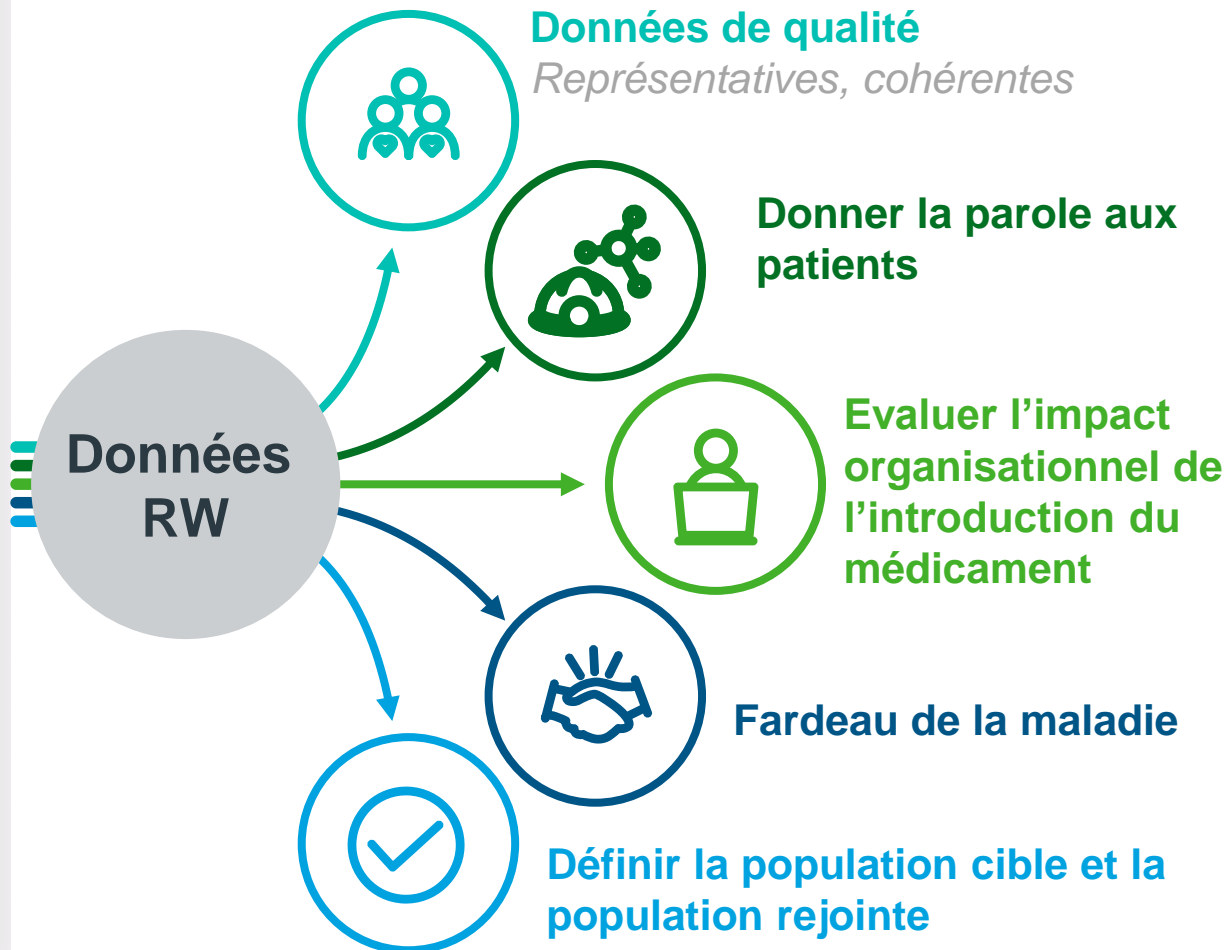 Données de qualité
Représentatives, cohérentes
Donner la parole aux
patients
Données
RW
Evaluer l’impact
organisationnel de
l’introduction du
médicament
Fardeau de la maladie
Définir la population cible et la
population rejointe